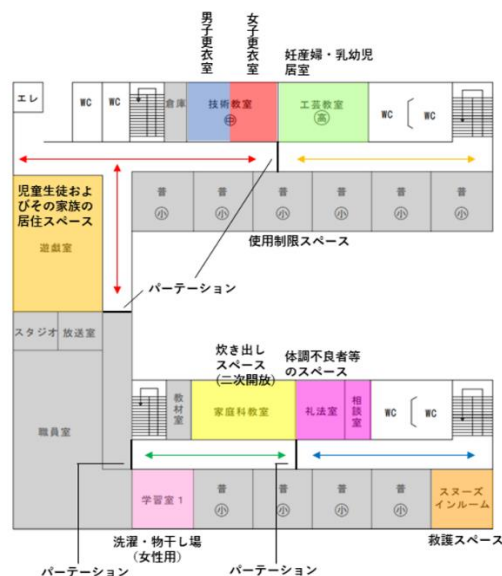 男子更衣室
女子更衣室
妊産婦・乳幼児
居室
エレ
WC
WC
倉庫
技術教室
中
工芸教室
高
WC
WC
児童生徒およ
びその家族の
居住スペース
遊戯室
普
小
普
小
普
小
普
小
普
小
普
小
使用制限スペース
パーテーション
スタジオ
放送室
職員室
炊き出し
スペース
(二次開放)
体調不良者等
のスペース
教材室
家庭科教室
礼法室
相談室
WC
WC
学習室1
普
小
普
小
普
小
普
小
スヌーズ
インルーム
洗濯・物干し場
(女性用)
救護スペース
パーテーション
パーテーション